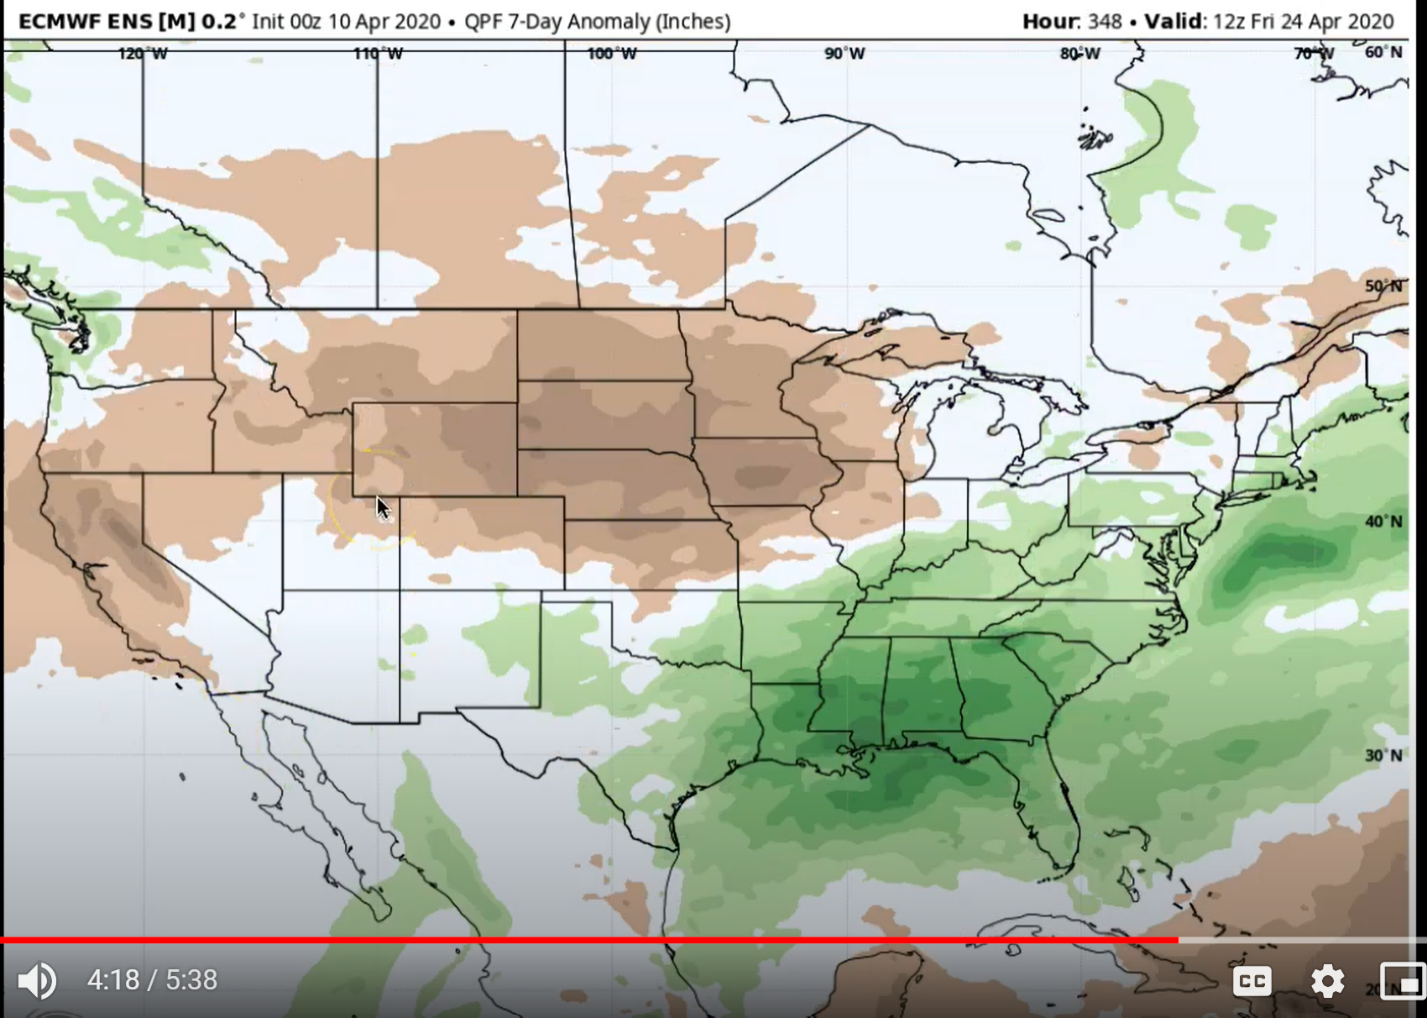 ECMWF ENS [M] 0.2° Init 00z 10 Apr 2020 • QPF 7-Day Anomaly (Inches) Hour: 348 • Valid: 12z Fri 24 Apr 2020
120°W 110°W 100°W 90°W 80°W 70°W 60°N
50°N
40°N
30°N
4:18 / 5:38 CC 20°N